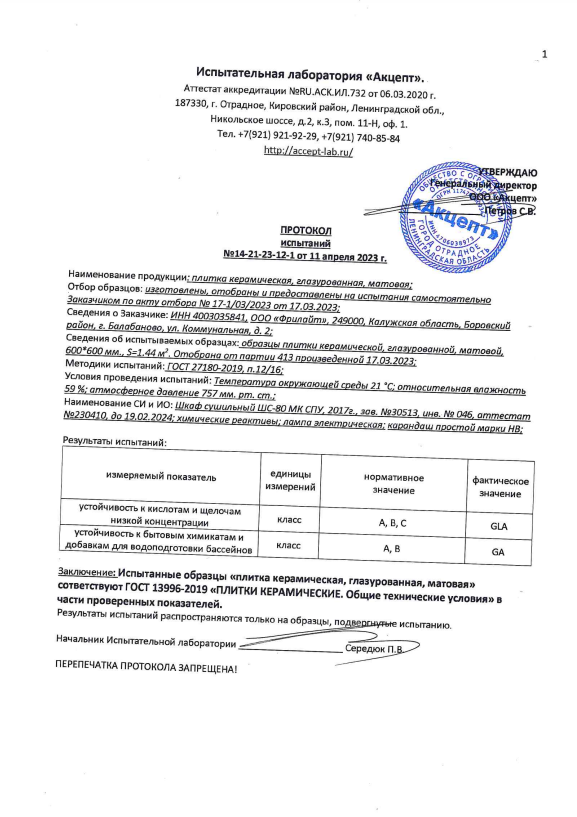 1
Испытательная лаборатория «Акцепт».
Аттестат аккредитации №RU.АСК.ИЛ.732 от 06.03.2020 г.
187330, г. Отрадное, Кировский район, Ленинградской обл.,
Никольское шоссе, д.2, к.3, пом. 11-Н, оф. 1.
Тел. +7(921) 921-92-29, +7(921) 740-85-84
http://accept-lab.ru/
УТВЕРЖДАЮ
Генеральный директор
ООО «Акцепт»
Петров С.В.
«Акцепт»
ГОРОД ОТРАДНОЕ
ЛЕНИНГРАДСКАЯ ОБЛАСТЬ
ПРОТОКОЛ
испытаний
№14-21-23-12-1 от 11 апреля 2023 г.
Наименование продукции: плитка керамическая, глазурованная, матовая;
Отбор образцов: изготовлены, отобраны и предоставлены на испытания самостоятельно
Заказчиком по акту отбора № 17-1/03/2023 от 17.03.2023;
Сведения о Заказчике: ИНН 4003035841, ООО «Фрилайт», 249000, Калужская область, Боровский
район, г. Балабаново, ул. Коммунальная, д. 2;
Сведения об испытываемых образцах: образцы плитки керамической, глазурованной, матовой,
600*600 мм., S=1.44 м². Отобрана от партии 413 произведенной 17.03.2023;
Методики испытаний: ГОСТ 27180-2019, п.12/16;
Условия проведения испытаний: Температура окружающей среды 21 °С; относительная влажность
59 %; атмосферное давление 757 мм. рт. ст.;
Наименование СИ и ИО: Шкаф сушильный ШС-80 МК СПУ, 2017г., зав. №30513, инв. № 046, аттестат
№230410, до 19.02.2024; химические реактивы; лампа электрическая; карандаш простой марки НВ;
Результаты испытаний:
измеряемый показатель
единицы
измерений
нормативное
значение
фактическое
значение
устойчивость к кислотам и щелочам
низкой концентрации
класс
А, В, С
GLA
устойчивость к бытовым химикатам и
добавкам для водоподготовки бассейнов
класс
А, В
GA
Заключение: Испытанные образцы «плитка керамическая, глазурованная, матовая»
сответствуют ГОСТ 13996-2019 «ПЛИТКИ КЕРАМИЧЕСКИЕ. Общие технические условия» в
части проверенных показателей.
Результаты испытаний распространяются только на образцы, подвергнутые испытанию.
Начальник Испытательной лаборатории Середюк П.В.
ПЕРЕПЕЧАТКА ПРОТОКОЛА ЗАПРЕЩЕНА!